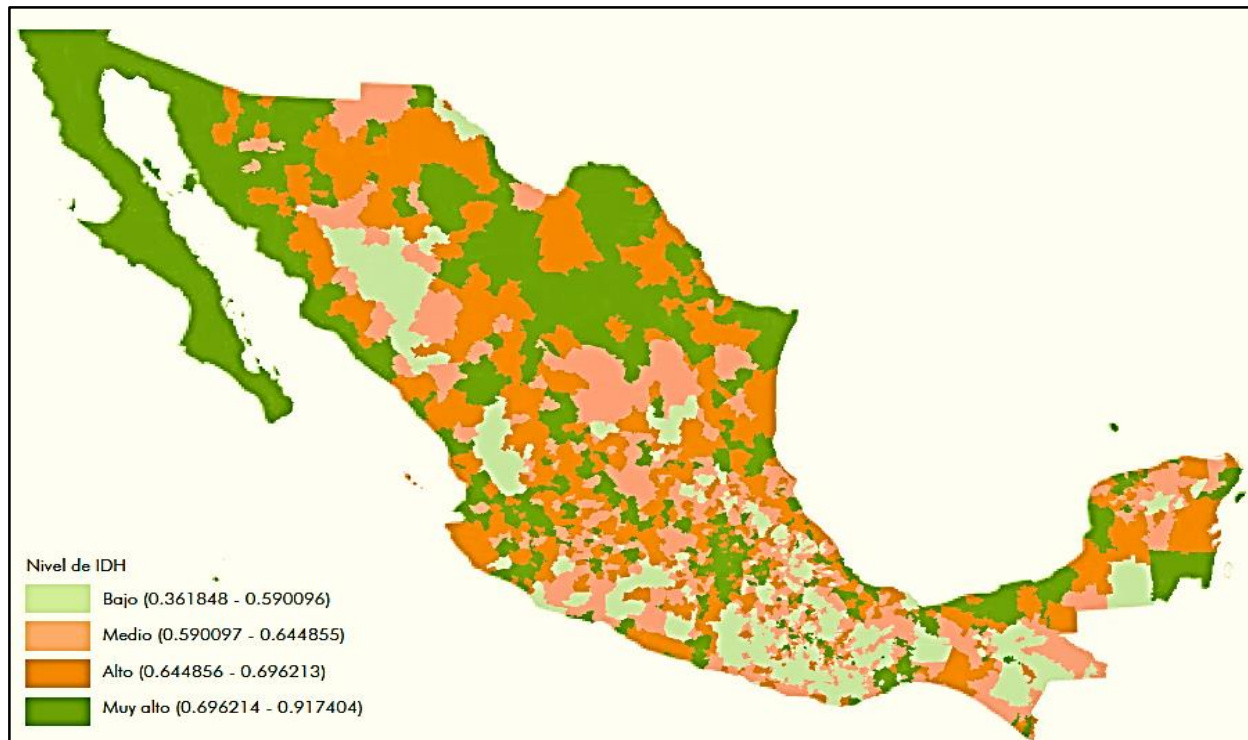 Nivel de IDH
Bajo (0.361848 - 0.590096)
Medio (0.590097 - 0.644855)
Alto (0.644856 - 0.696213)
Muy alto (0.696214 - 0.917404)